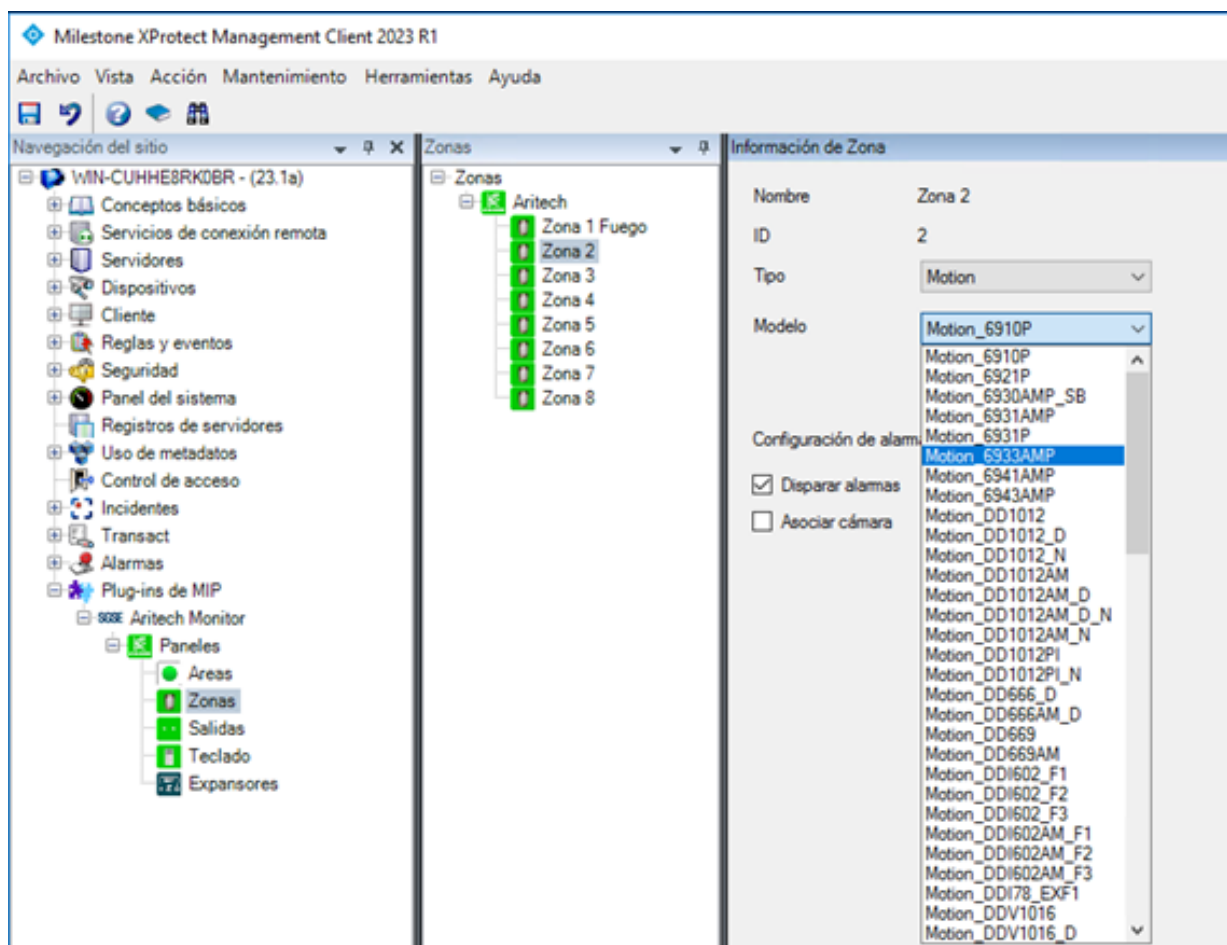 Milestone XProtect Management Client 2023 R1
Archivo Vista Acción Mantenimiento Herramientas Ayuda
Navegación del sitio
WIN-CUHHE8RK0BR - (23.1a)
Conceptos básicos
Servicios de conexión remota
Servidores
Dispositivos
Cliente
Reglas y eventos
Seguridad
Panel del sistema
Registros de servidores
Uso de metadatos
Control de acceso
Incidentes
Transact
Alarmas
Plug-ins de MIP
SGSE Aritech Monitor
Paneles
Areas
Zonas
Salidas
Teclado
Expansores
Zonas
Zonas
Aritech
Zona 1 Fuego
Zona 2
Zona 3
Zona 4
Zona 5
Zona 6
Zona 7
Zona 8
Información de Zona
Nombre Zona 2
ID 2
Tipo Motion
Modelo Motion_6910P
Motion_6910P
Motion_6921P
Motion_6930AMP_SB
Motion_6931AMP
Motion_6931P
Motion_6933AMP
Motion_6941AMP
Motion_6943AMP
Motion_DD1012
Motion_DD1012_D
Motion_DD1012_N
Motion_DD1012AM
Motion_DD1012AM_D
Motion_DD1012AM_D_N
Motion_DD1012AM_N
Motion_DD1012PI
Motion_DD1012PI_N
Motion_DD666_D
Motion_DD666AM_D
Motion_DD669
Motion_DD669AM
Motion_DDI602_F1
Motion_DDI602_F2
Motion_DDI602_F3
Motion_DDI602AM_F1
Motion_DDI602AM_F2
Motion_DDI602AM_F3
Motion_DDI78_EXF1
Motion_DDV1016
Motion_DDV1016_D
Configuración de alarm
Disparar alarmas
Asociar cámara